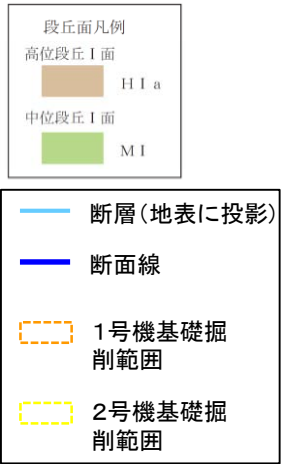 段丘面凡例
高位段丘Ⅰ面
HⅠa
中位段丘Ⅰ面
MⅠ
断層(地表に投影)
断面線
1号機基礎掘
削範囲
2号機基礎掘
削範囲